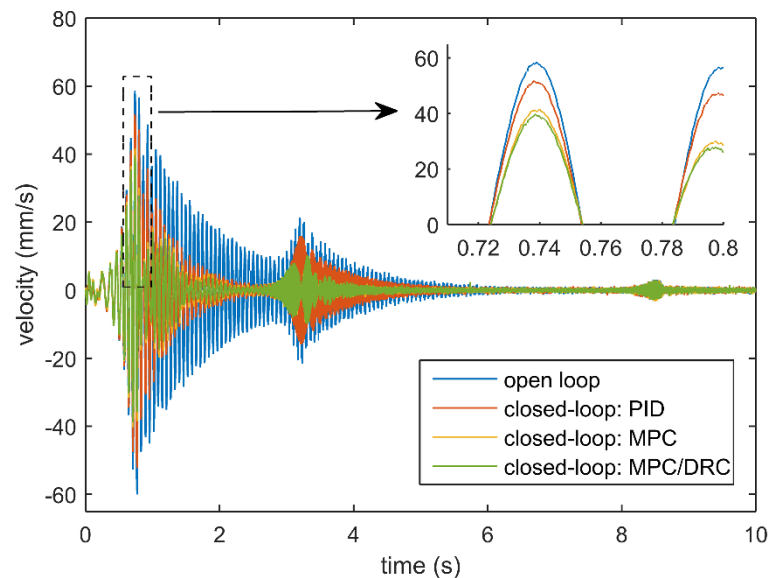 80
60
40
20
0
-20
-40
-60
velocity (mm/s)
0 2 4 6 8 10
time (s)
60
40
20
0
0.72 0.74 0.76 0.78 0.8
open loop
closed-loop: PID
closed-loop: MPC
closed-loop: MPC/DRC